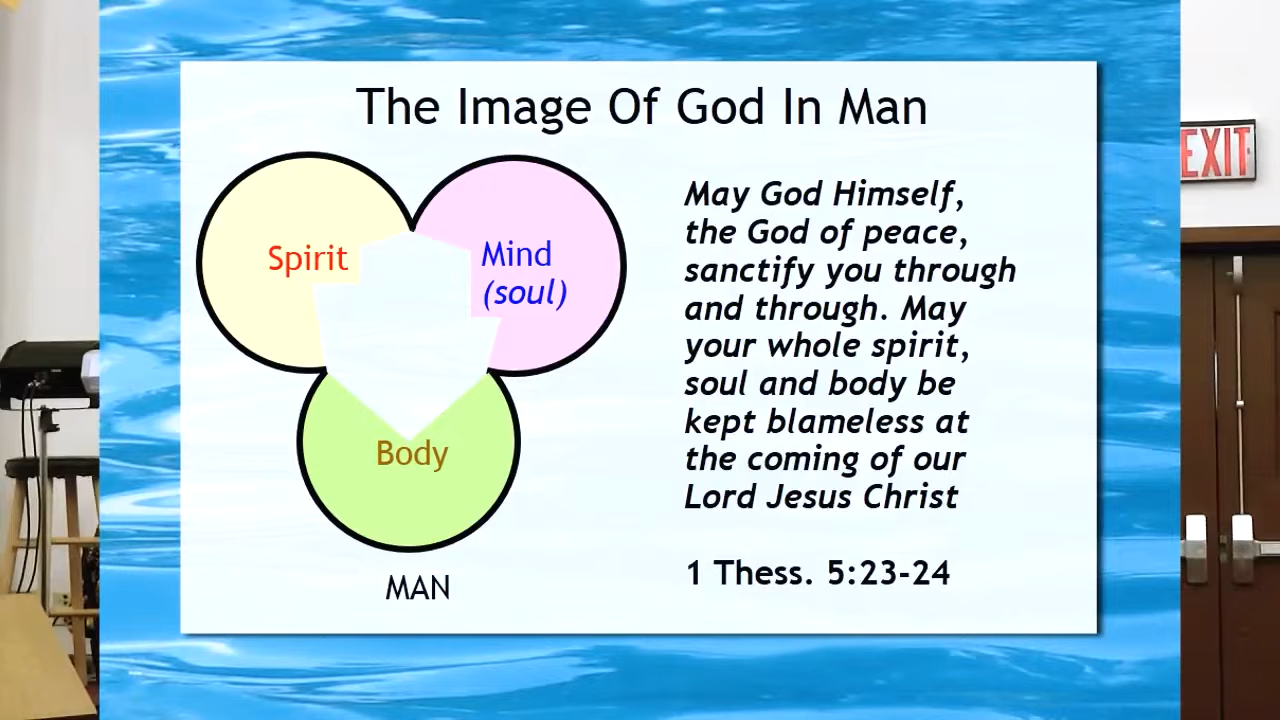 The Image Of God In Man
Spirit
Mind
(soul)
Body
MAN
May God Himself,
the God of peace,
sanctify you through
and through. May
your whole spirit,
soul and body be
kept blameless at
the coming of our
Lord Jesus Christ
1 Thess. 5:23-24
EXIT